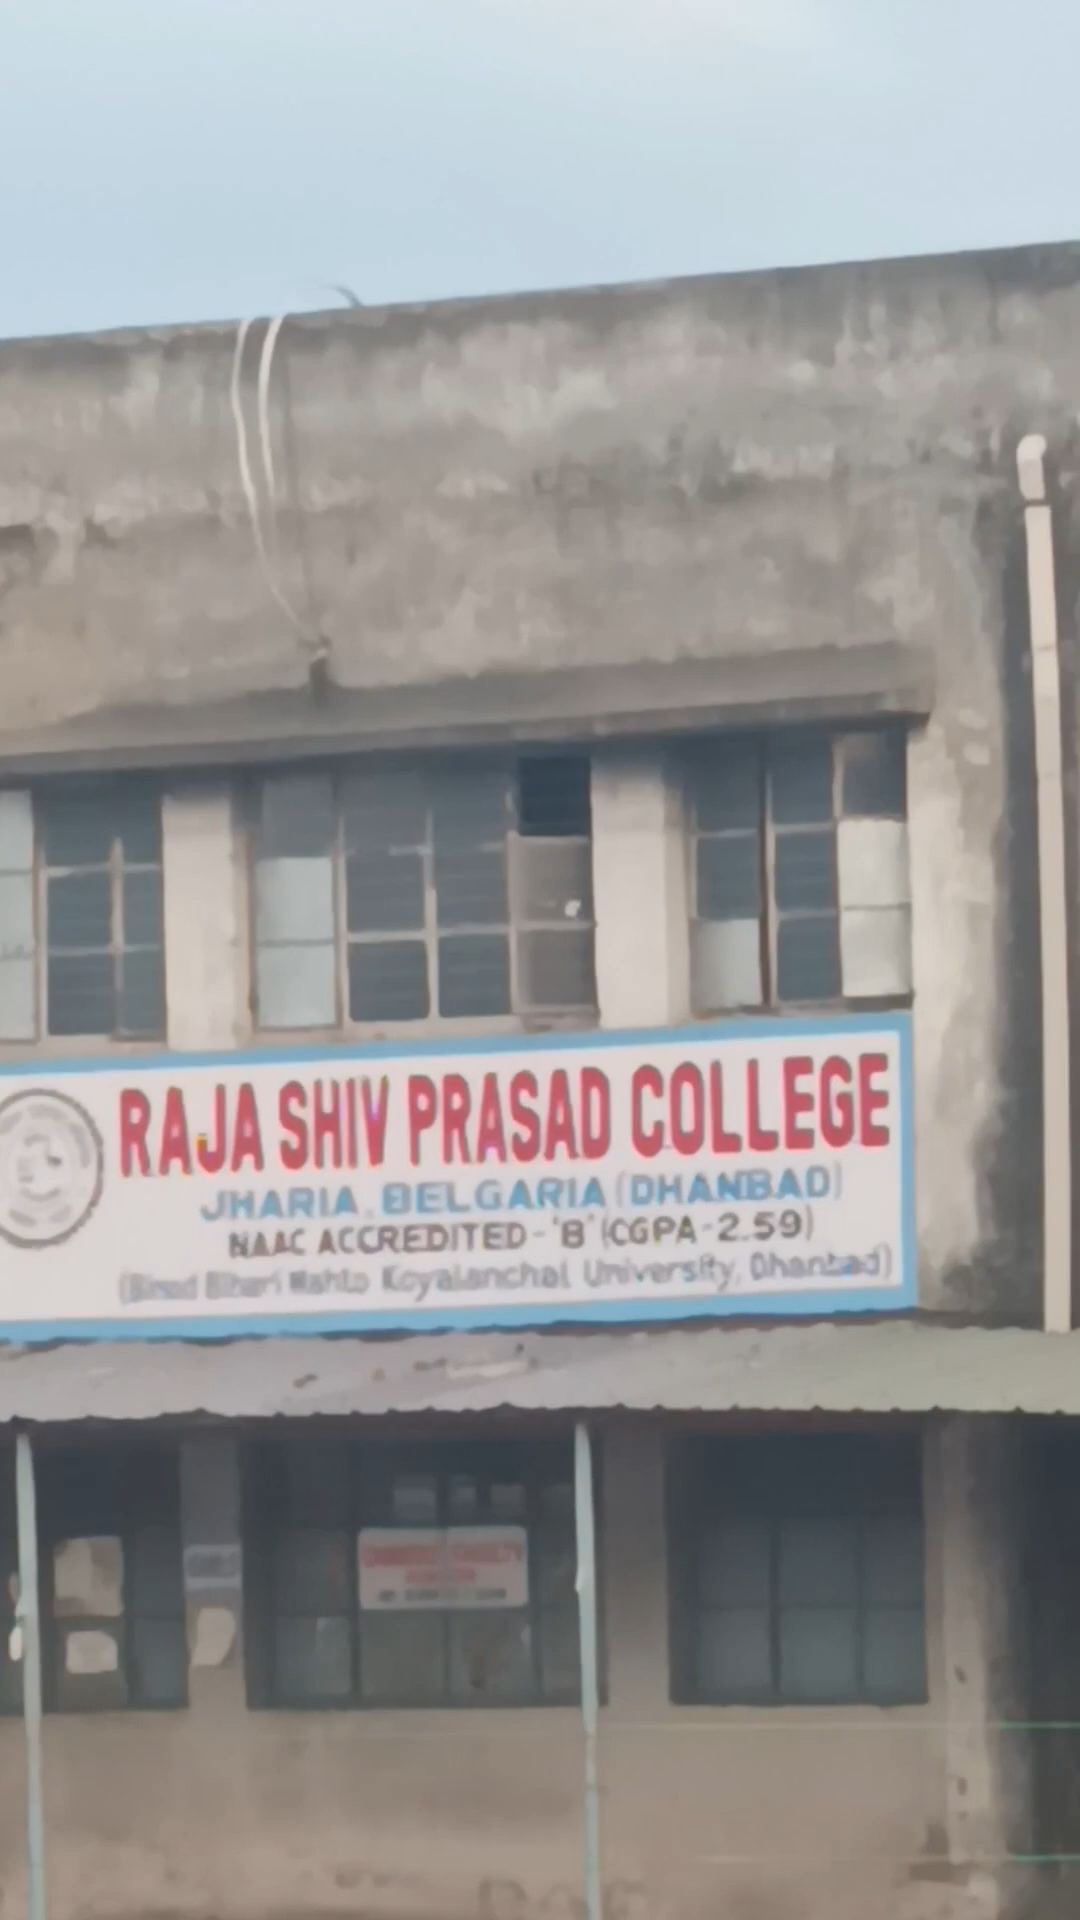 RAJA SHIV PRASAD COLLEGE
JHARIA, BELGARIA (DHANBAD)
NAAC ACCREDITED - 'B' (CGPA - 2.59)
(Binod Bihari Mahto Koyalanchal University, Dhanbad)